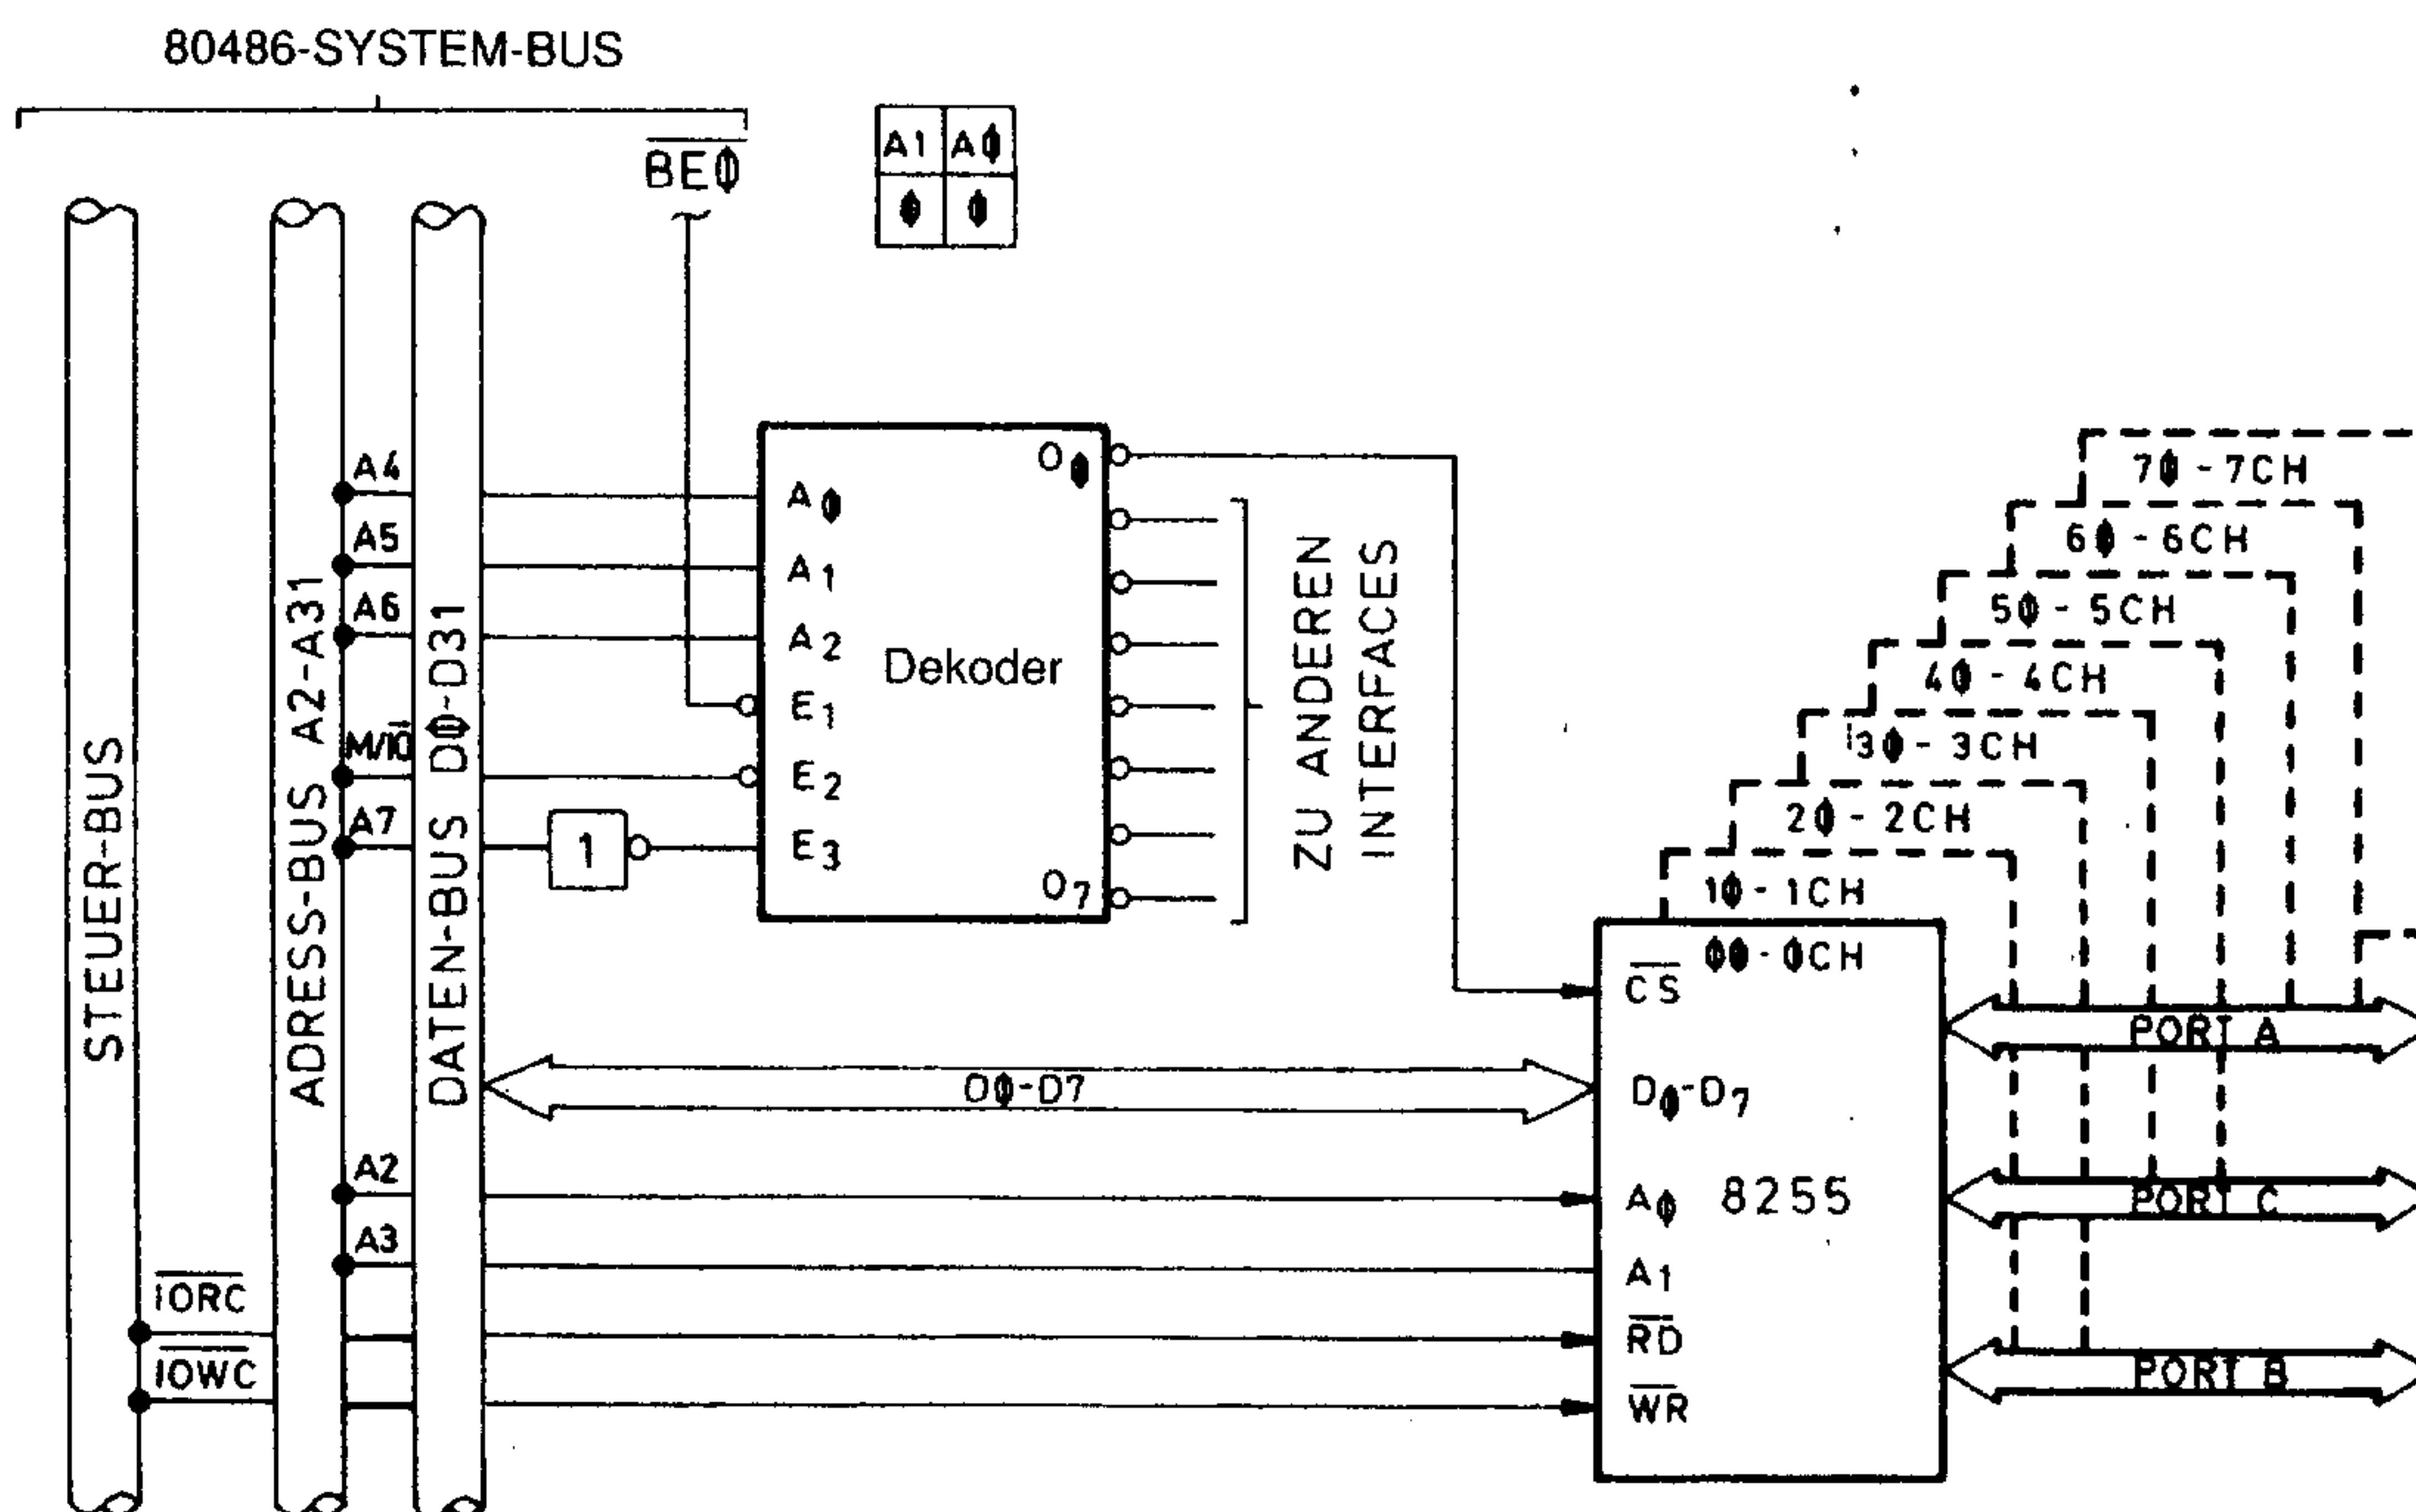 80486-SYSTEM-BUS
BE0
A1 A0
0 0
STEUER-BUS
ADRESS-BUS A2-A31
DATEN-BUS D0-D31
A4
A5
A6
M/IO
A7
1
A0
A1
A2
E1
E2
E3
Dekoder
O0
O7
ZU ANDEREN
INTERFACES
70 - 7CH
60 - 6CH
50 - 5CH
40 - 4CH
30 - 3CH
20 - 2CH
10 - 1CH
00 - 0CH
CS
D0-D7
D0-D7
A2
A3
IORC
IOWC
A0
8255
A1
RD
WR
PORT A
PORT C
PORT B